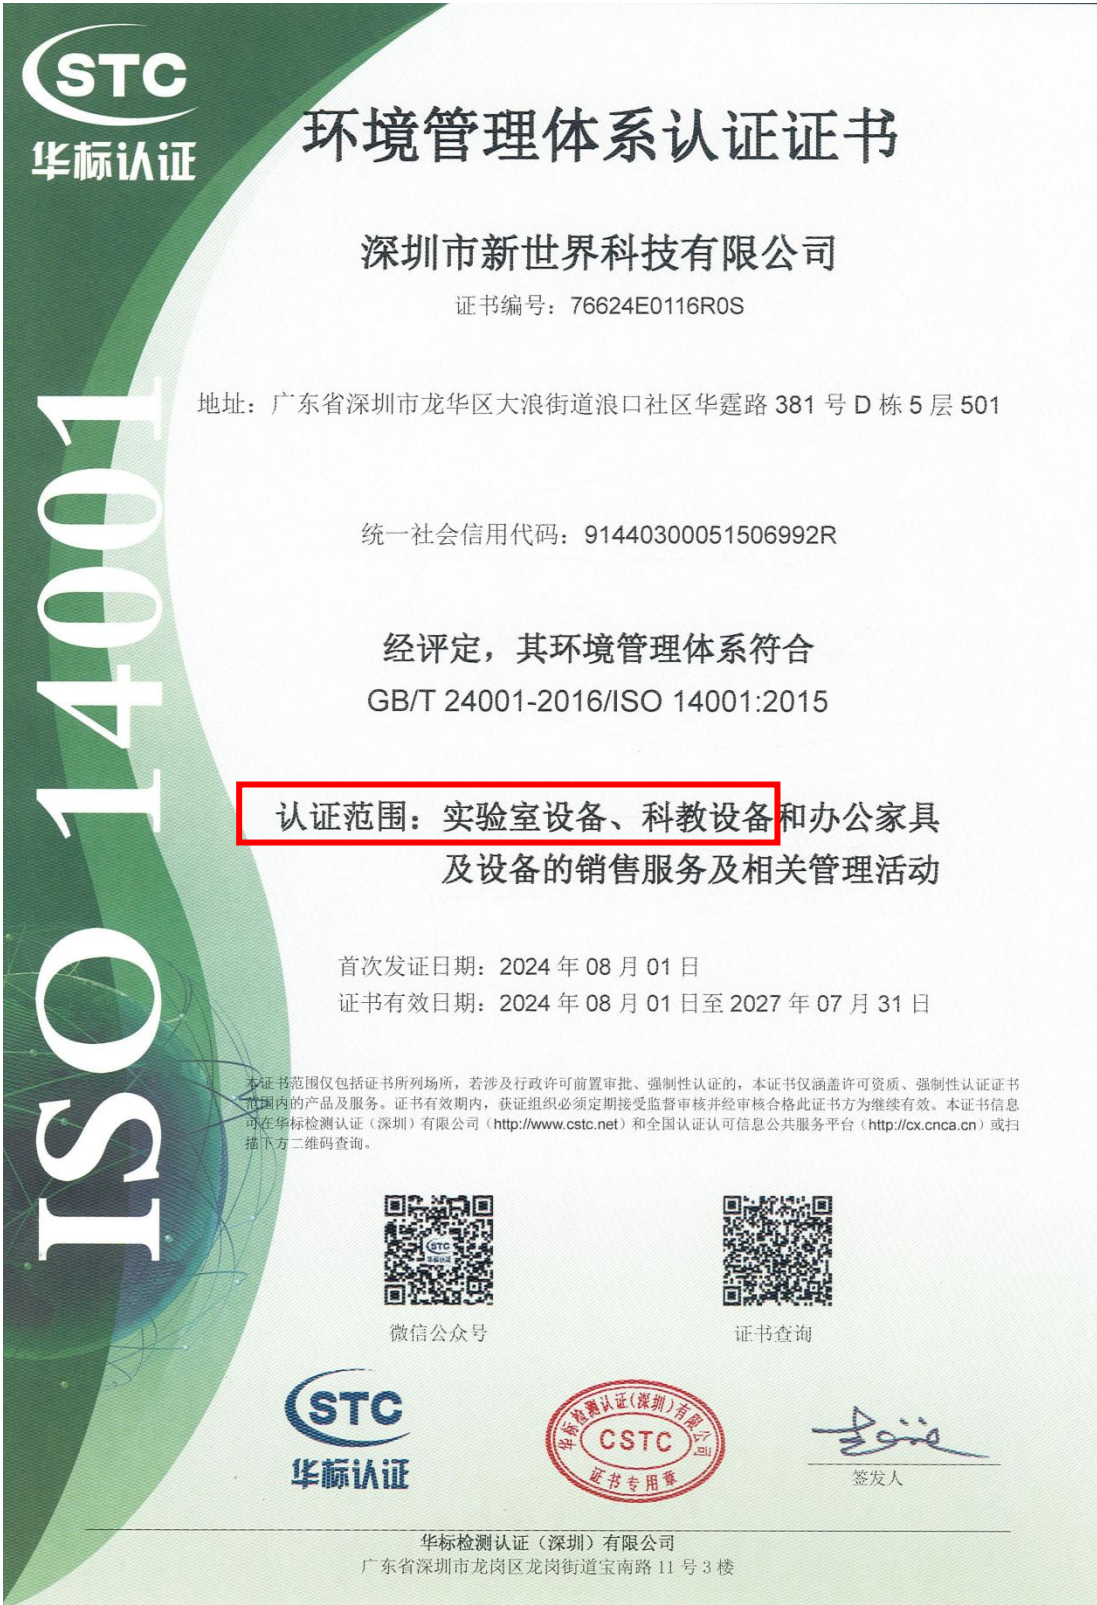 STC
华标认证
环境管理体系认证证书
深圳市新世界科技有限公司
证书编号：76624E0116R0S
地址：广东省深圳市龙华区大浪街道浪口社区华霆路 381 号 D 栋 5 层 501
统一社会信用代码：91440300051506992R
经评定，其环境管理体系符合
GB/T 24001-2016/ISO 14001:2015
认证范围：实验室设备、科教设备和办公家具
及设备的销售服务及相关管理活动
首次发证日期：2024 年 08 月 01 日
证书有效日期：2024 年 08 月 01 日至 2027 年 07 月 31 日
本证书范围仅包括证书所列场所，若涉及行政许可前置审批、强制性认证的，本证书仅涵盖许可资质、强制性认证证书
范围内的产品及服务。证书有效期内，获证组织必须定期接受监督审核并经审核合格此证书方为继续有效。本证书信息
可在华标检测认证（深圳）有限公司（http://www.cstc.net）和全国认证认可信息公共服务平台（http://cx.cnca.cn）或扫
描下方二维码查询。
ISO 14001
STC
华标认证
微信公众号
证书查询
STC
华标认证
华标检测认证(深圳)有限公司
CSTC
证书专用章
签发人
华标检测认证（深圳）有限公司
广东省深圳市龙岗区龙岗街道宝南路 11 号 3 楼